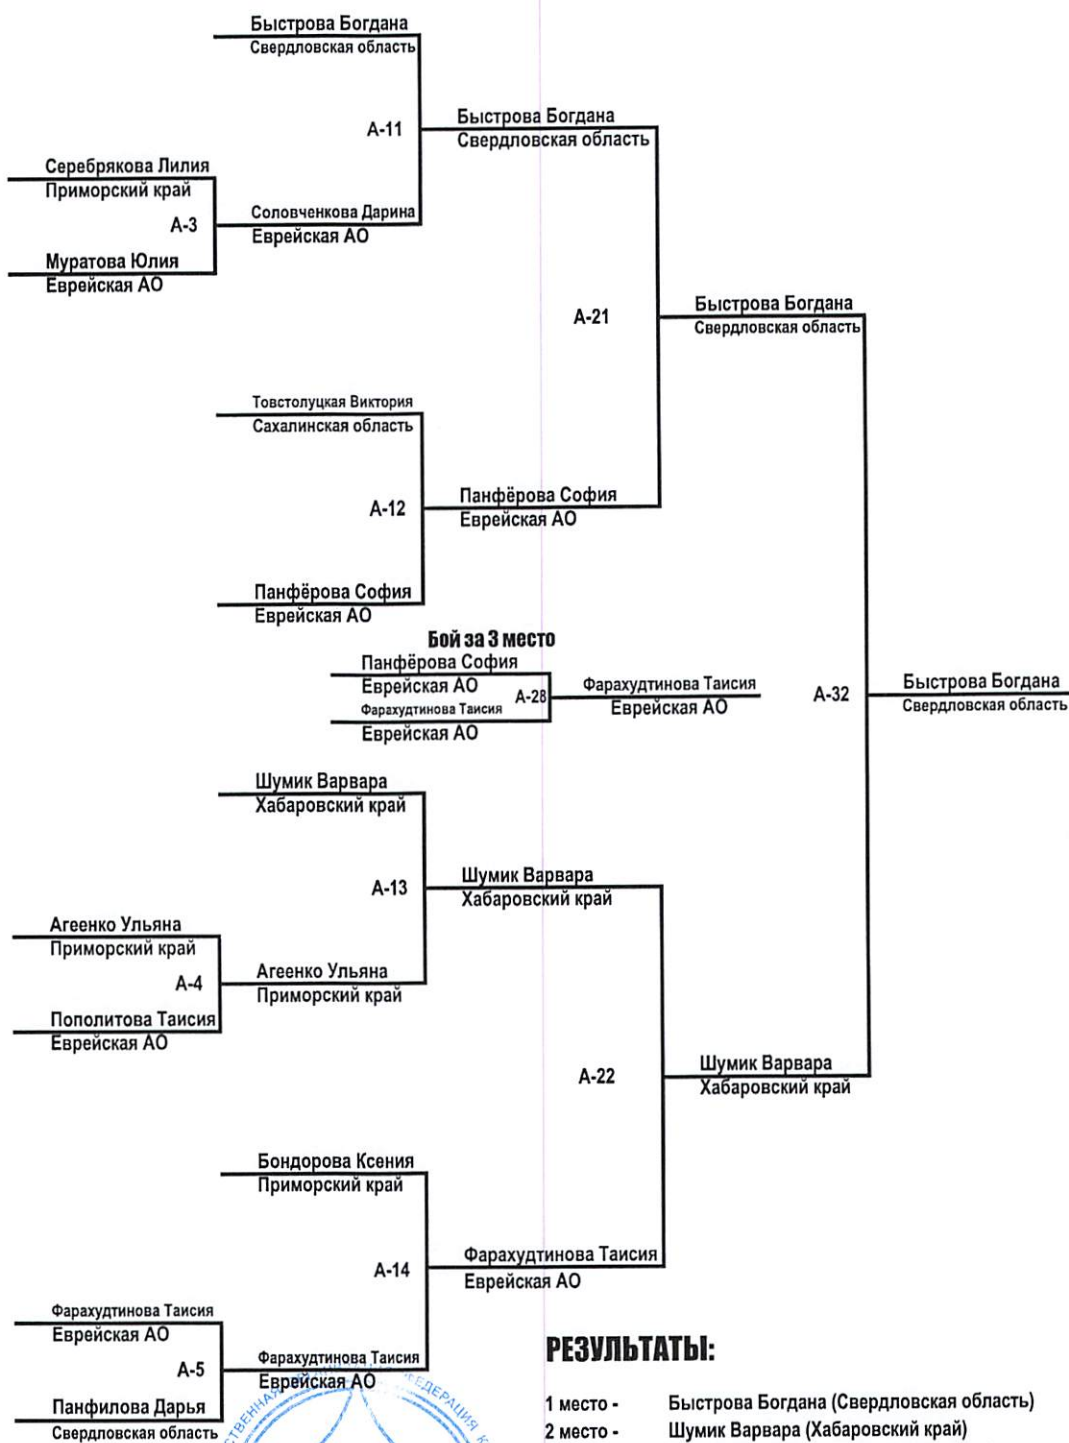 Быстрова Богдана
Свердловская область
А-11
Быстрова Богдана
Свердловская область
Серебрякова Лилия
Приморский край
А-3
Соловченкова Дарина
Еврейская АО
Муратова Юлия
Еврейская АО
А-21
Быстрова Богдана
Свердловская область
Товстолуцкая Виктория
Сахалинская область
А-12
Панфёрова София
Еврейская АО
Панфёрова София
Еврейская АО
Бой за 3 место
Панфёрова София
Еврейская АО
А-28
Фарахудтинова Таисия
Еврейская АО
Фарахудтинова Таисия
Еврейская АО
А-32
Быстрова Богдана
Свердловская область
Шумик Варвара
Хабаровский край
А-13
Шумик Варвара
Хабаровский край
Агеенко Ульяна
Приморский край
А-4
Агеенко Ульяна
Приморский край
Пополитова Таисия
Еврейская АО
А-22
Шумик Варвара
Хабаровский край
Бондорова Ксения
Приморский край
А-14
Фарахудтинова Таисия
Еврейская АО
Фарахудтинова Таисия
Еврейская АО
А-5
Фарахудтинова Таисия
Еврейская АО
Панфилова Дарья
Свердловская область
РЕЗУЛЬТАТЫ:
1 место - Быстрова Богдана (Свердловская область)
2 место - Шумик Варвара (Хабаровский край)